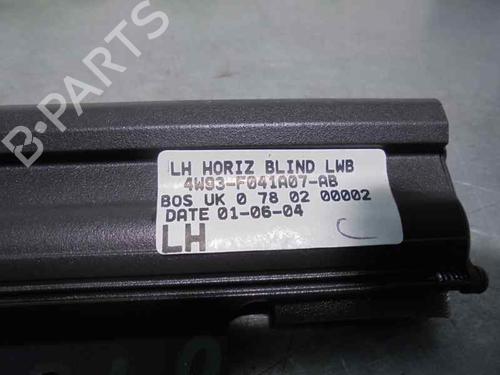 B-PARTS
LH HORIZ BLIND LWB
4W93-F041A07-AB
BOS UK 0 78 02 00002
DATE 01-06-04
LH